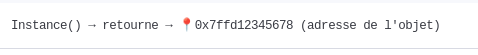 Instance() → retourne → 📍0x7ffd12345678 (adresse de l'objet)